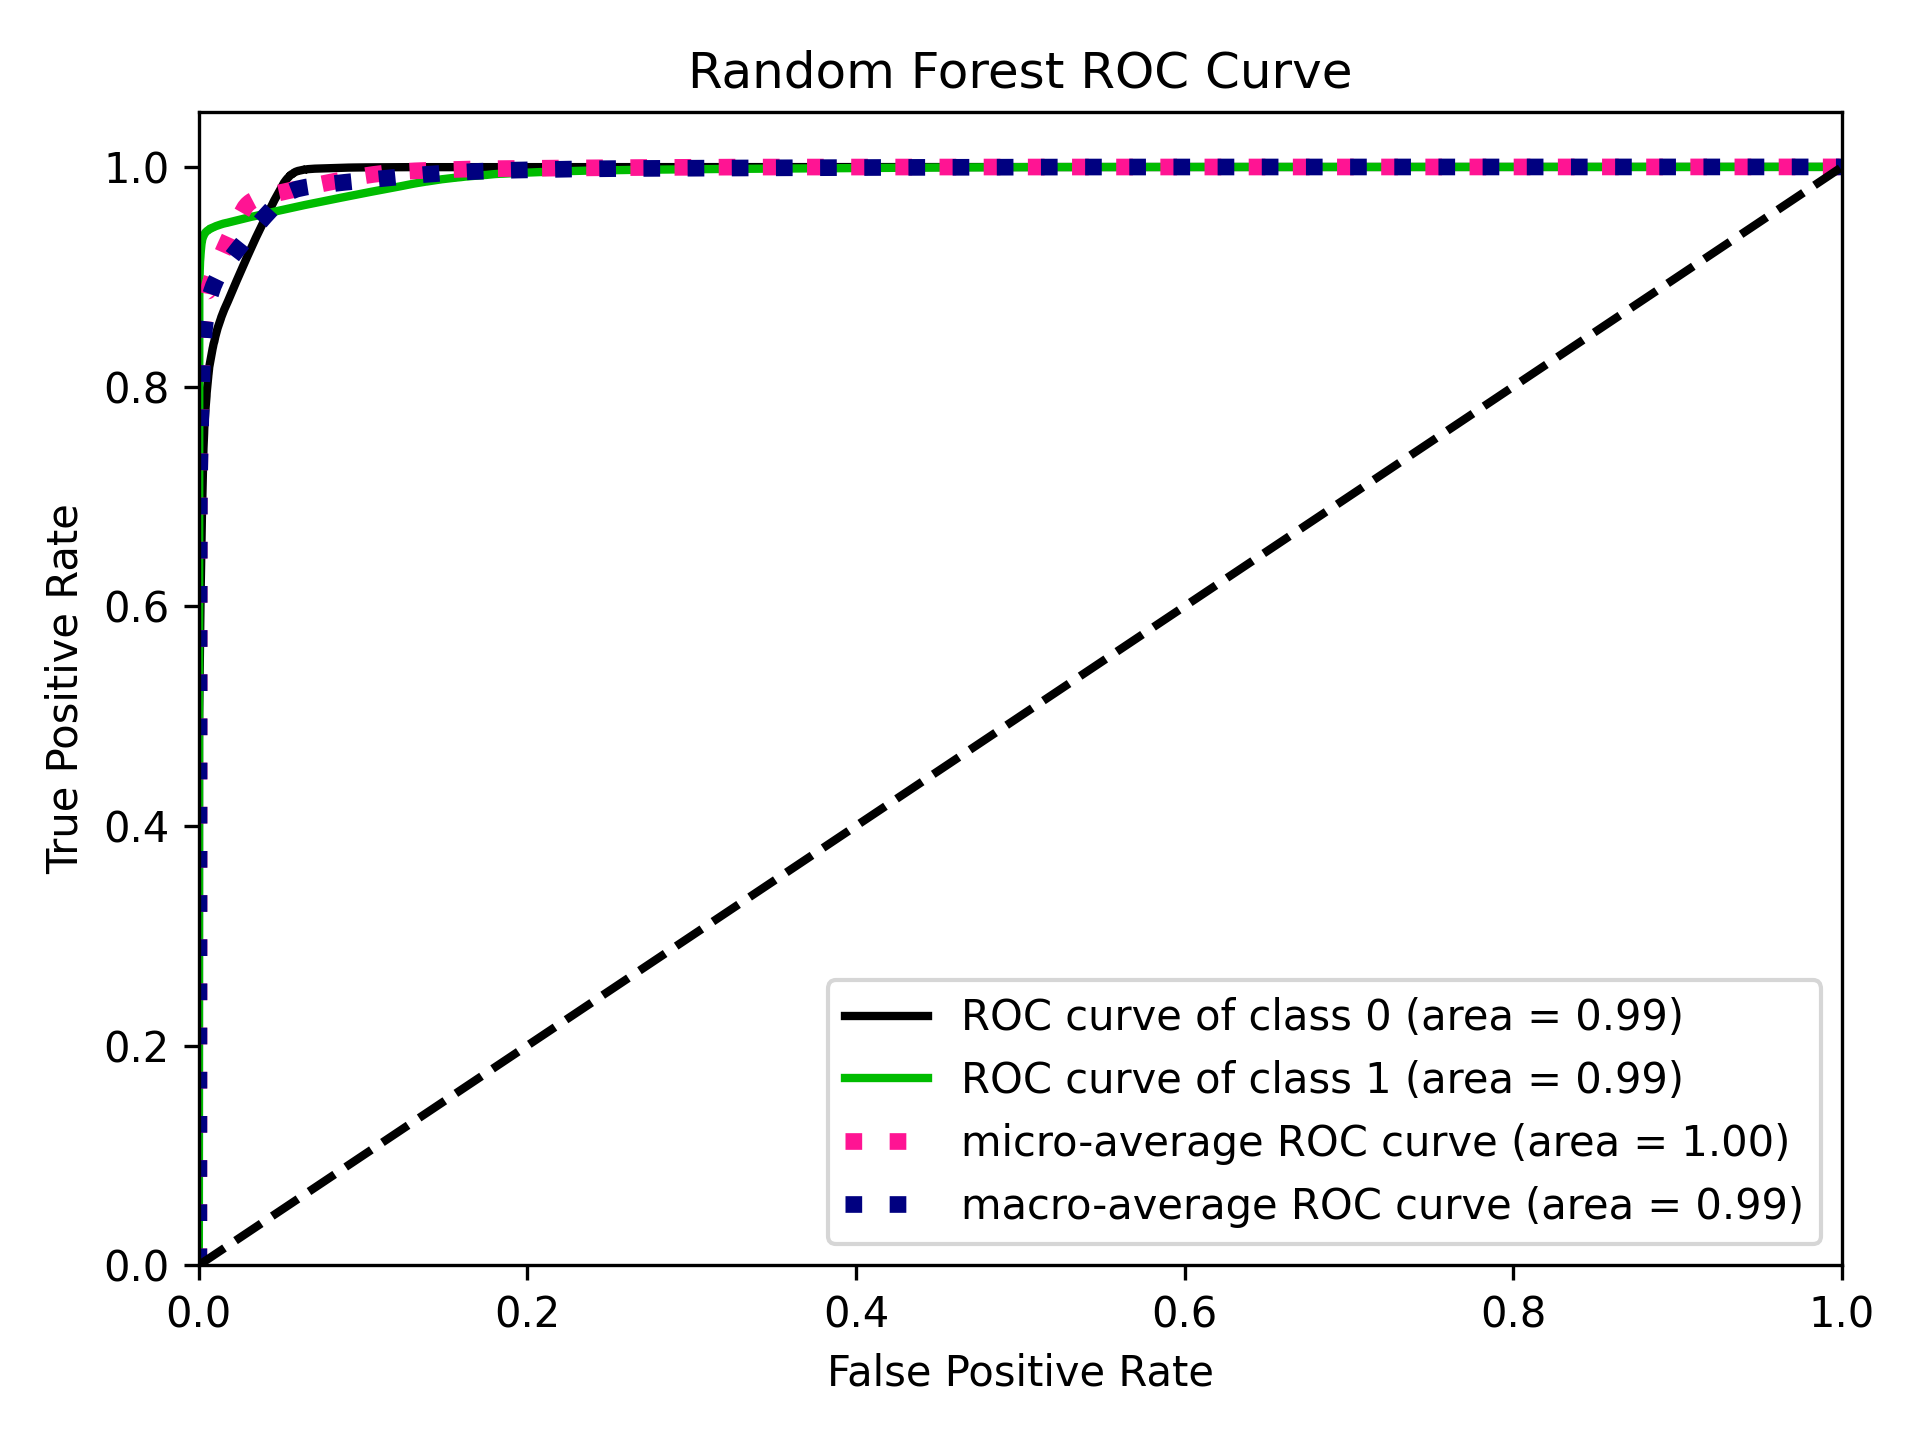 Random Forest ROC Curve
True Positive Rate
1.0
0.8
0.6
0.4
0.2
0.0
ROC curve of class 0 (area = 0.99)
ROC curve of class 1 (area = 0.99)
micro-average ROC curve (area = 1.00)
macro-average ROC curve (area = 0.99)
0.0 0.2 0.4 0.6 0.8 1.0
False Positive Rate